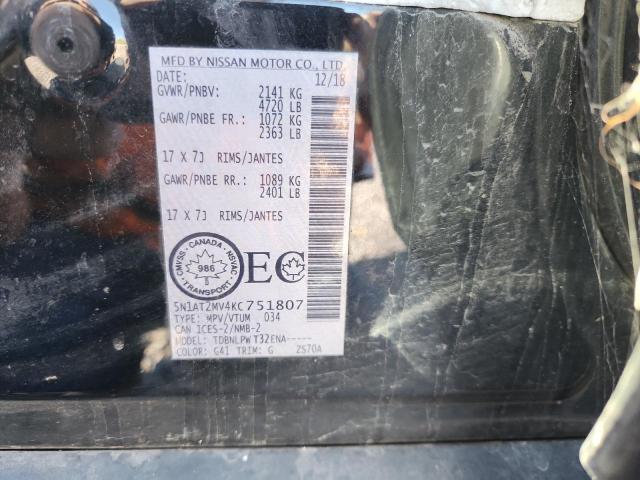 MFD BY NISSAN MOTOR CO., LTD.
DATE: 12/18
GVWR/PNBV: 2141 KG
4720 LB
GAWR/PNBE FR.: 1072 KG
2363 LB
17 X 7J RIMS/JANTES
GAWR/PNBE RR.: 1089 KG
2401 LB
17 X 7J RIMS/JANTES
CMVSS · CANADA · NSVAC
986
EC
5N1AT2MV4KC751807
TYPE: MPV/VTUM 034
CAN ICES-2/NMB-2
MODEL: TDBNLPWT32ENA-----
COLOR: G41 TRIM: G ZS70A